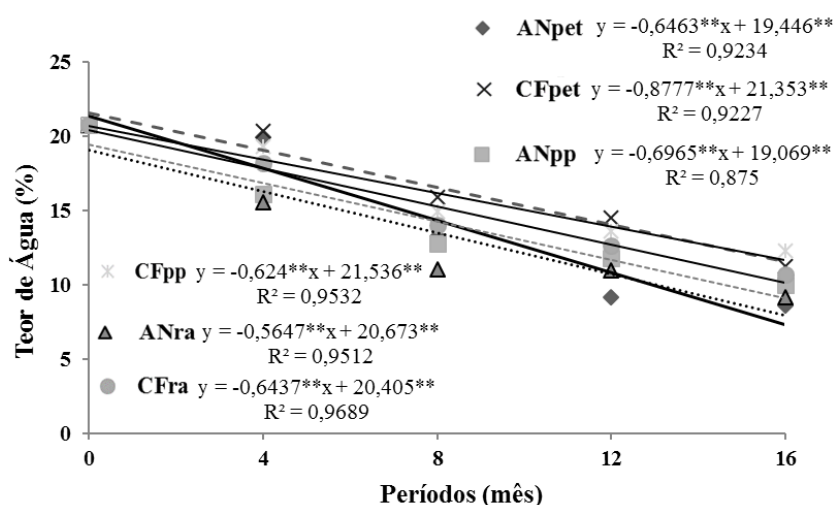 ANpet y = -0,6463**x + 19,446**
R² = 0,9234
CFpet y = -0,8777**x + 21,353**
R² = 0,9227
ANpp y = -0,6965**x + 19,069**
R² = 0,875
CFpp y = -0,624**x + 21,536**
R² = 0,9532
ANra y = -0,5647**x + 20,673**
R² = 0,9512
CFra y = -0,6437**x + 20,405**
R² = 0,9689
Teor de Água (%)
25
20
15
10
5
0
0 4 8 12 16
Períodos (mês)